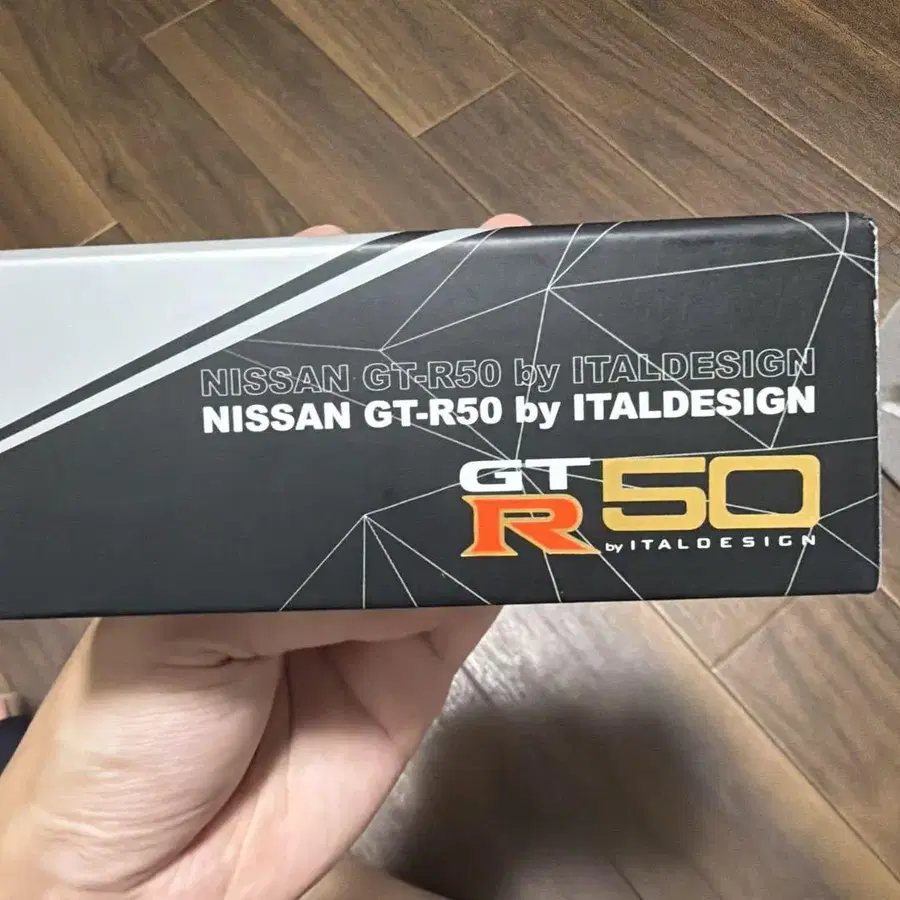 NISSAN GT-R50 by ITALDESIGN
NISSAN GT-R50 by ITALDESIGN
GT
R50
by ITALDESIGN